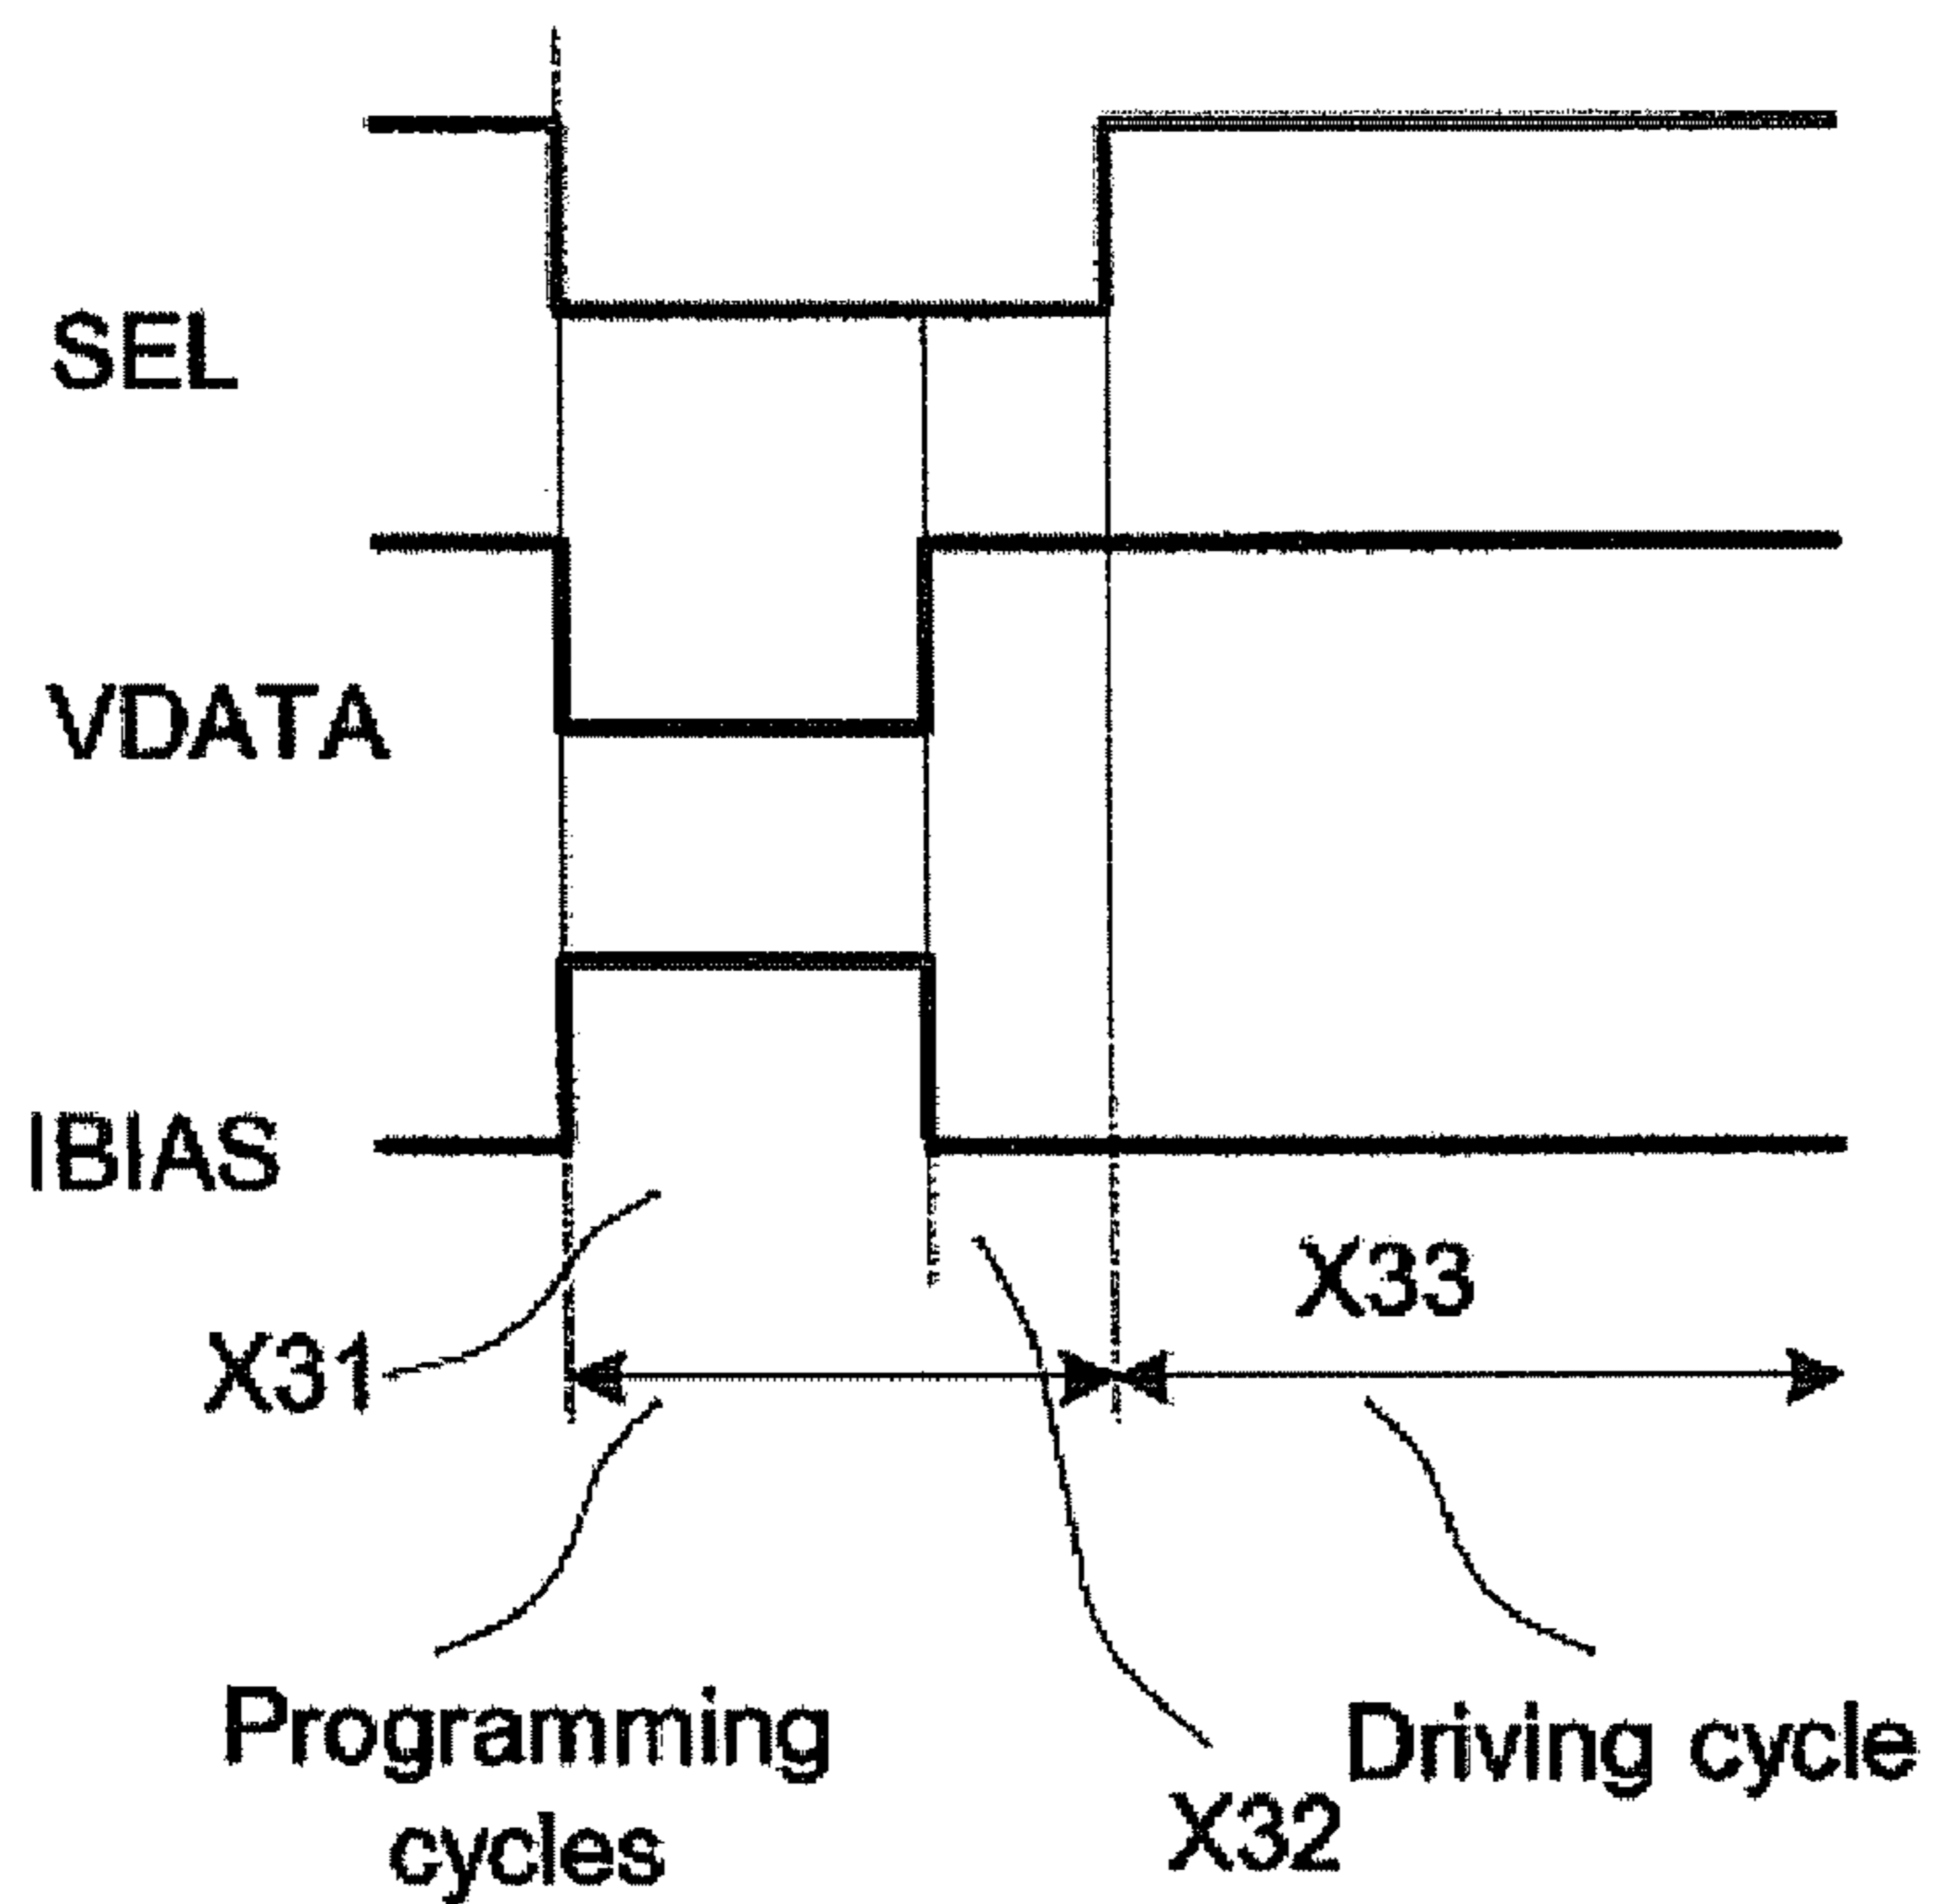 SEL
VDATA
IBIAS
X33
X31
Programming
cycles
Driving cycle
X32